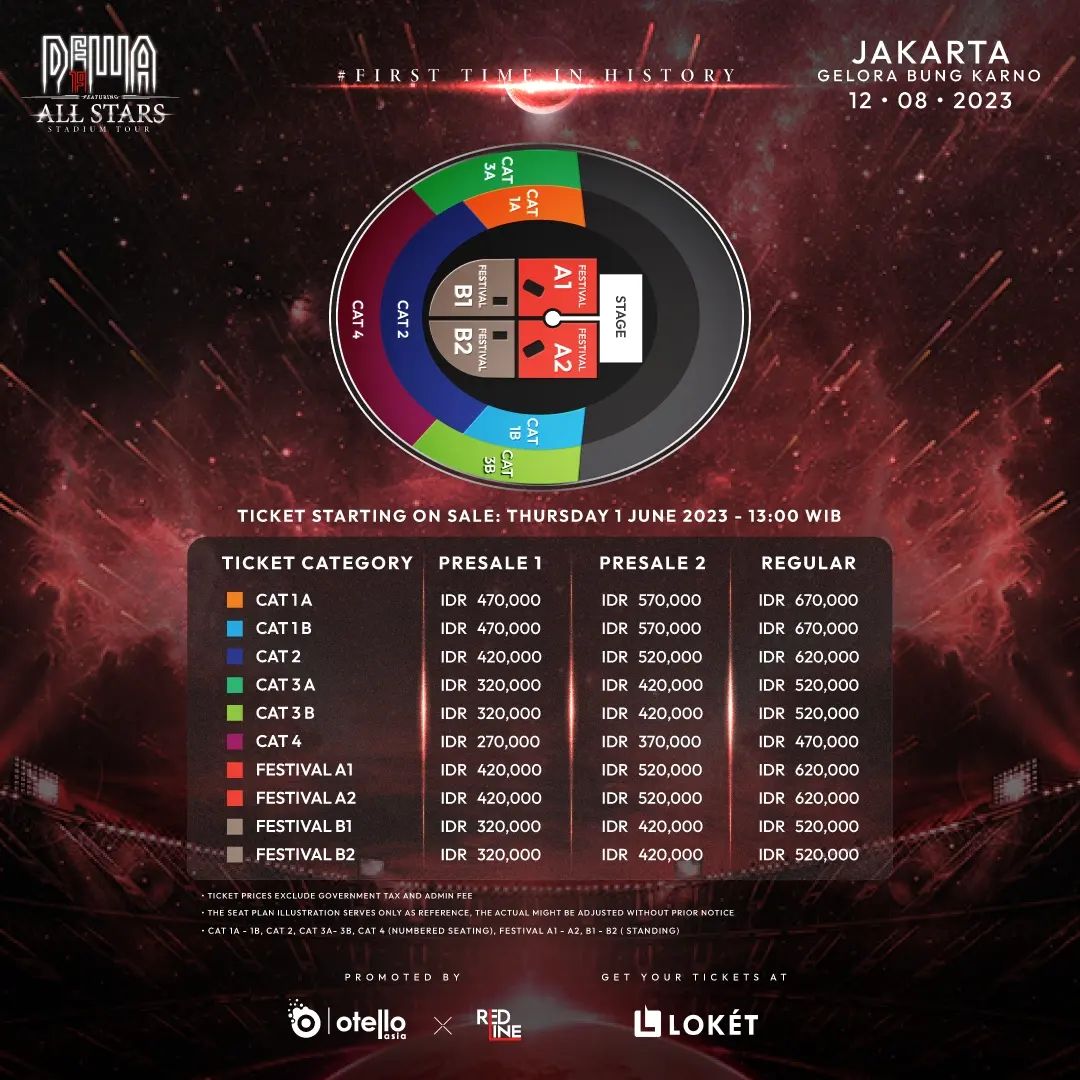 DEWA
19
FEATURING
ALL STARS
STADIUM TOUR
#FIRST TIME IN HISTORY
JAKARTA
GELORA BUNG KARNO
12 • 08 • 2023
CAT 3A
CAT 1A
CAT 4
CAT 2
FESTIVAL B1
FESTIVAL A1
STAGE
FESTIVAL B2
FESTIVAL A2
CAT 1B
CAT 3B
TICKET STARTING ON SALE: THURSDAY 1 JUNE 2023 - 13:00 WIB
TICKET CATEGORY PRESALE 1 PRESALE 2 REGULAR
CAT 1 A IDR 470,000 IDR 570,000 IDR 670,000
CAT 1 B IDR 470,000 IDR 570,000 IDR 670,000
CAT 2 IDR 420,000 IDR 520,000 IDR 620,000
CAT 3 A IDR 320,000 IDR 420,000 IDR 520,000
CAT 3 B IDR 320,000 IDR 420,000 IDR 520,000
CAT 4 IDR 270,000 IDR 370,000 IDR 470,000
FESTIVAL A1 IDR 420,000 IDR 520,000 IDR 620,000
FESTIVAL A2 IDR 420,000 IDR 520,000 IDR 620,000
FESTIVAL B1 IDR 320,000 IDR 420,000 IDR 520,000
FESTIVAL B2 IDR 320,000 IDR 420,000 IDR 520,000
• TICKET PRICES EXCLUDE GOVERNMENT TAX AND ADMIN FEE
• THE SEAT PLAN ILLUSTRATION SERVES ONLY AS REFERENCE, THE ACTUAL MIGHT BE ADJUSTED WITHOUT PRIOR NOTICE
• CAT 1A - 1B, CAT 2, CAT 3A- 3B, CAT 4 (NUMBERED SEATING), FESTIVAL A1 - A2, B1 - B2 ( STANDING)
PROMOTED BY
GET YOUR TICKETS AT
otello
asia
RED
LINE
LOKÉT